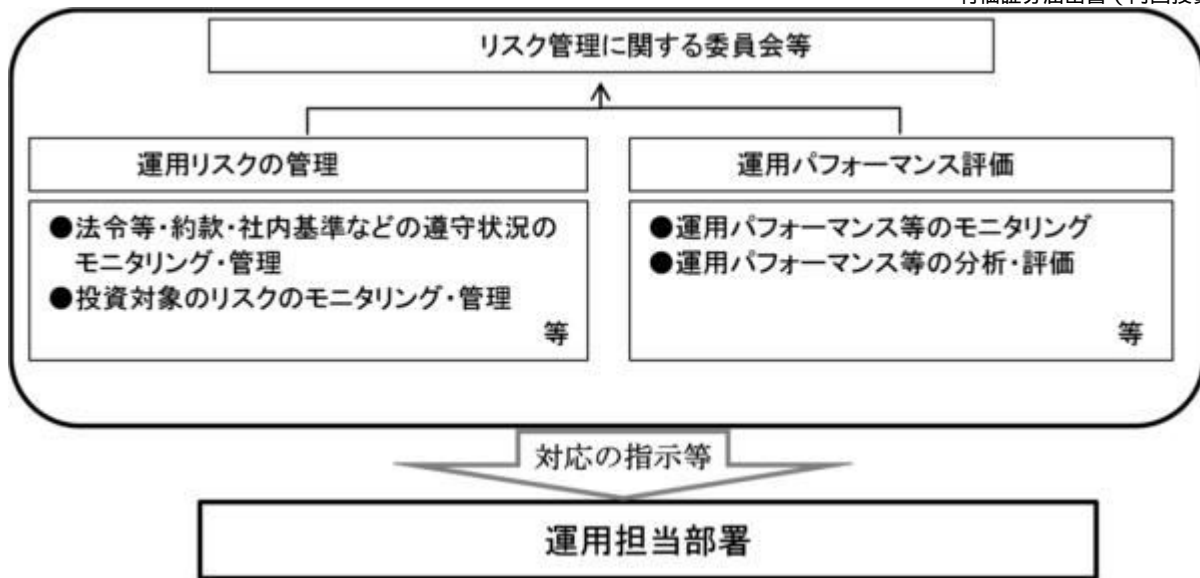 リスク管理に関する委員会等
運用リスクの管理
運用パフォーマンス評価
●法令等・約款・社内基準などの遵守状況の
モニタリング・管理
●投資対象のリスクのモニタリング・管理
等
●運用パフォーマンス等のモニタリング
●運用パフォーマンス等の分析・評価
等
対応の指示等
運用担当部署